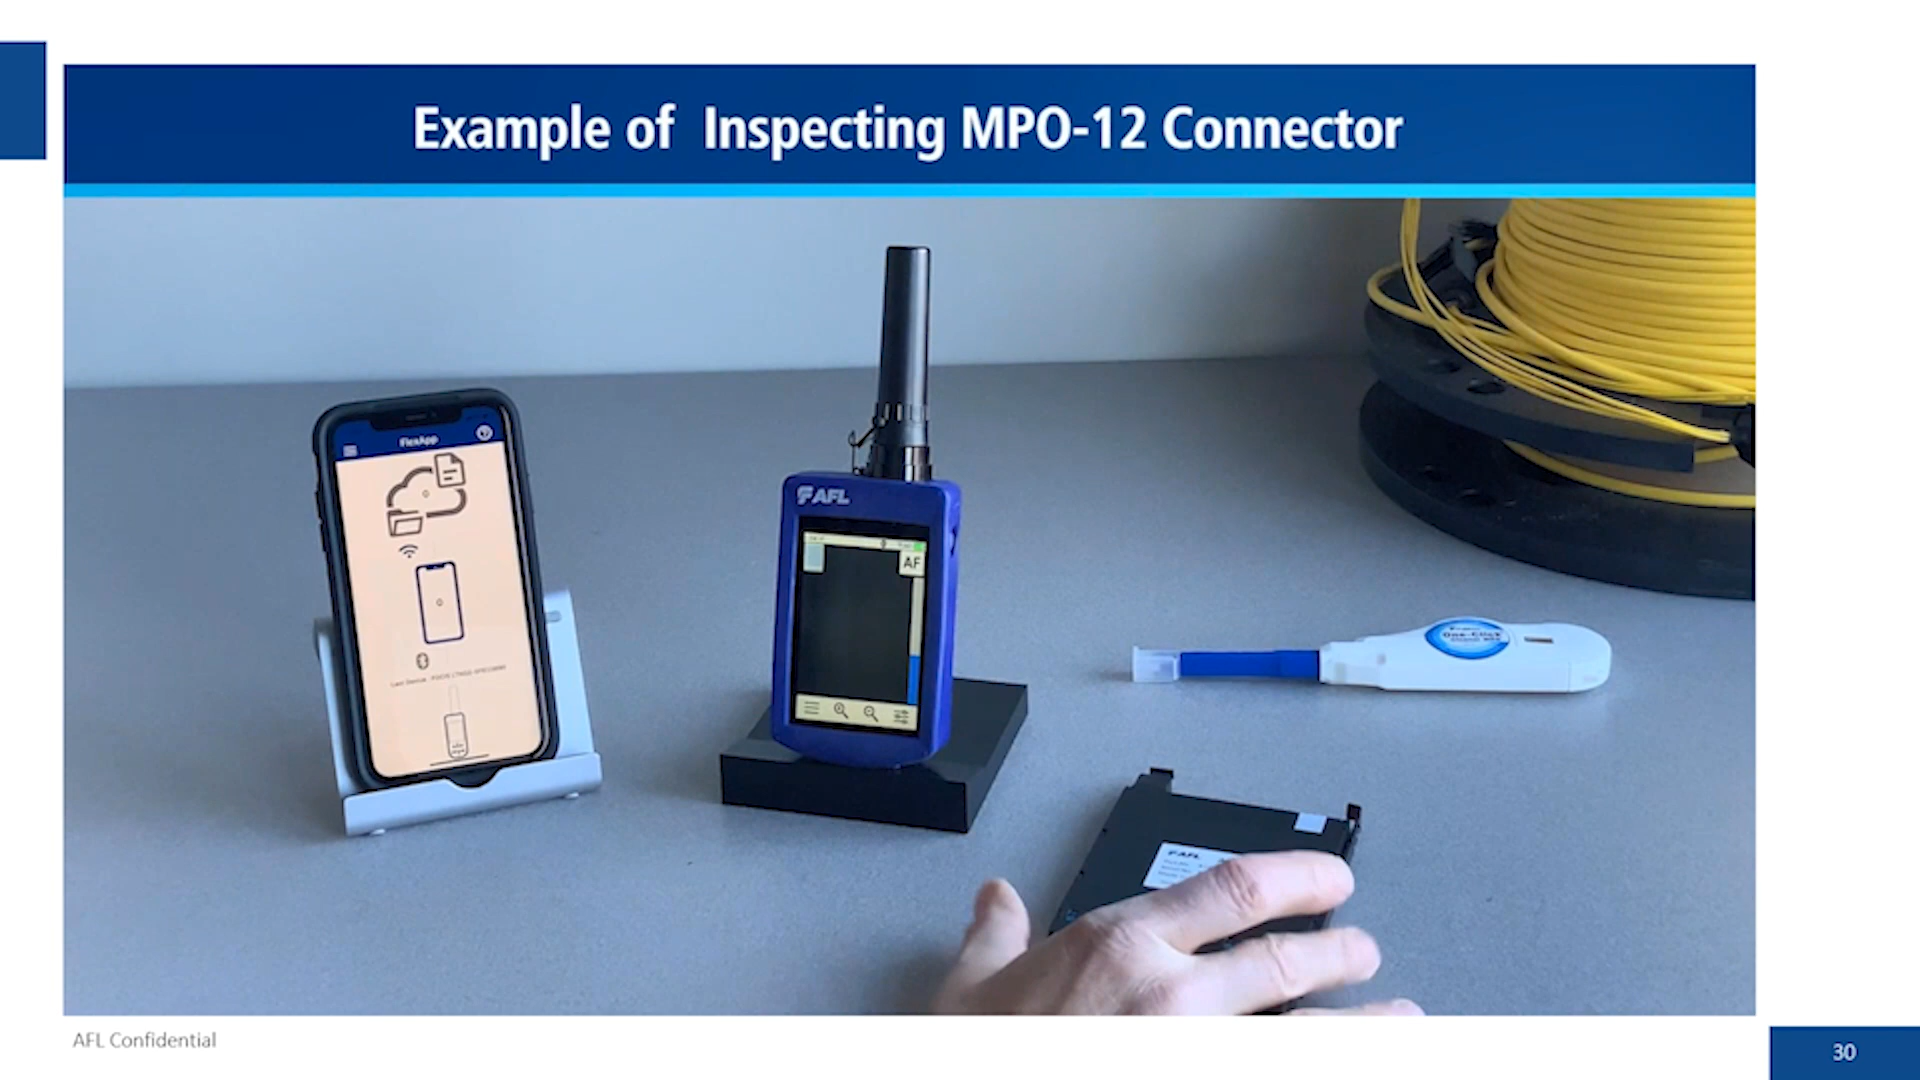 Example of  Inspecting MPO-12 Connector
FlexApp
AFL
AF
One-Click
AFL
AFL Confidential
30